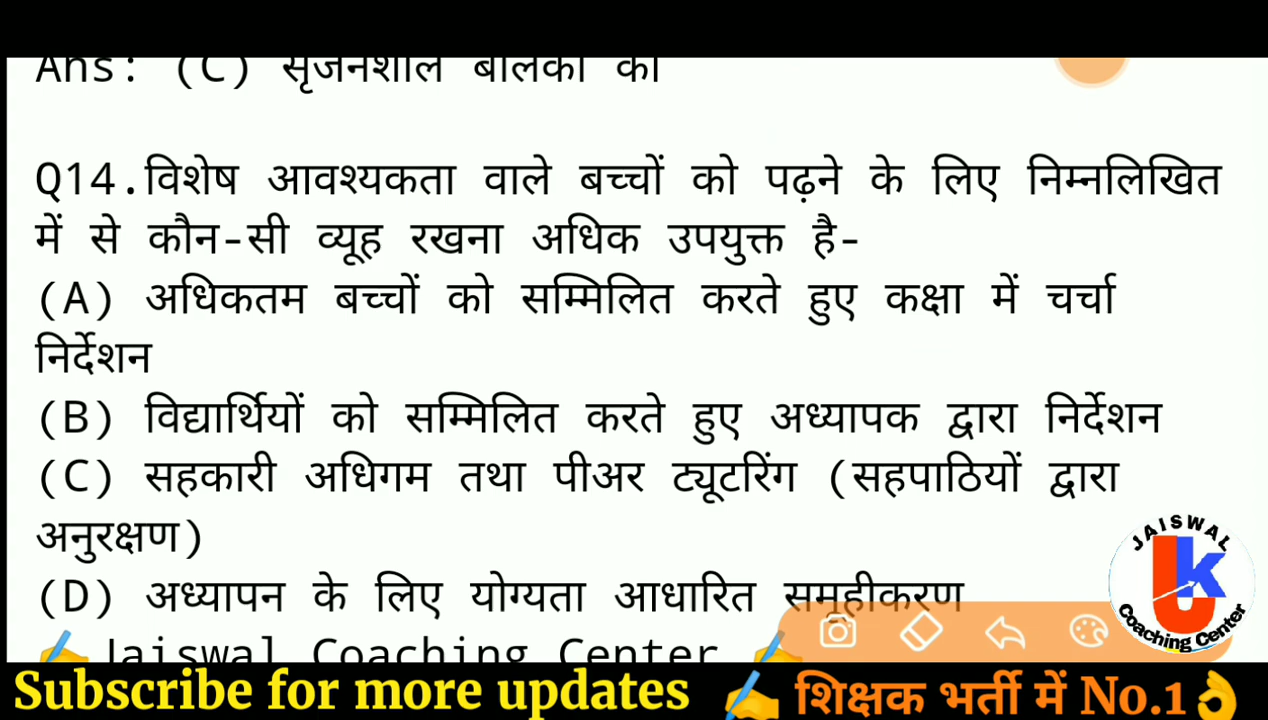 Ans: (C) सृजनशील बालकों को
Q14.विशेष आवश्यकता वाले बच्चों को पढ़ने के लिए निम्नलिखित
में से कौन-सी व्यूह रखना अधिक उपयुक्त है-
(A) अधिकतम बच्चों को सम्मिलित करते हुए कक्षा में चर्चा
निर्देशन
(B) विद्यार्थियों को सम्मिलित करते हुए अध्यापक द्वारा निर्देशन
(C) सहकारी अधिगम तथा पीअर ट्यूटरिंग (सहपाठियों द्वारा
अनुरक्षण)
(D) अध्यापन के लिए योग्यता आधारित समूहीकरण
✍ Jaiswal Coaching Center ✍
JAISWAL
UK
Coaching Center
Subscribe for more updates ✍ शिक्षक भर्ती में No.1👌